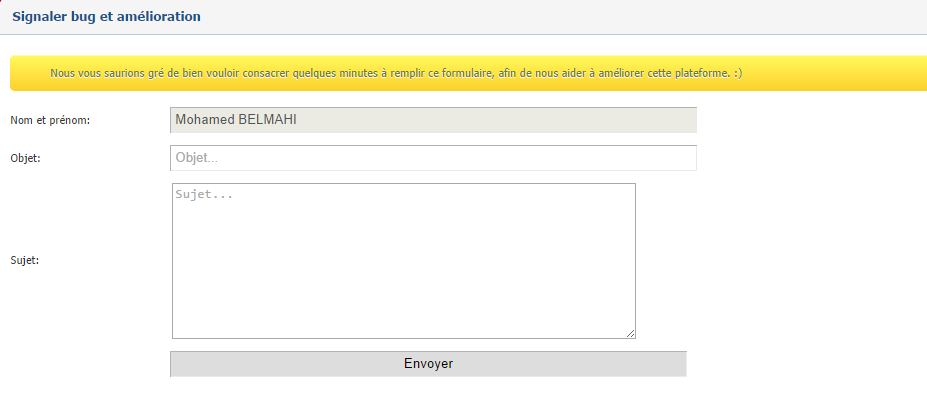 Signaler bug et amélioration
Nous vous saurions gré de bien vouloir consacrer quelques minutes à remplir ce formulaire, afin de nous aider à améliorer cette plateforme. :)
Nom et prénom: Mohamed BELMAHI
Objet: Objet...
Sujet: Sujet...
Envoyer